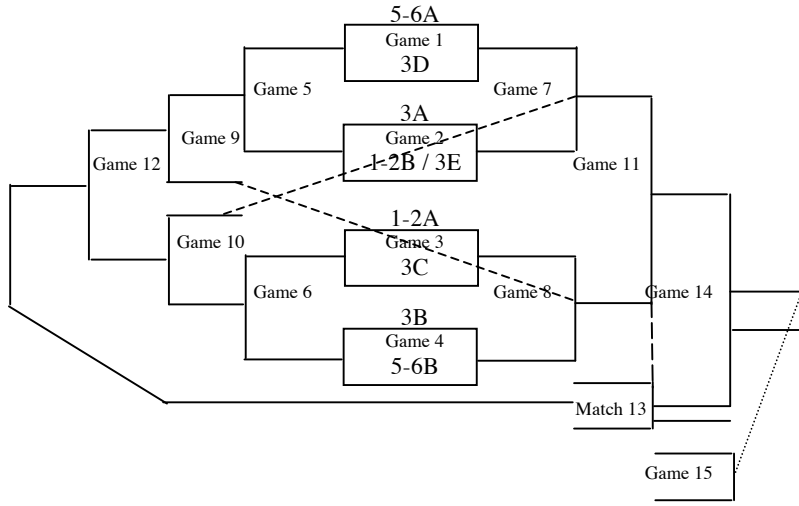 5-6A
Game 1
3D
Game 5
Game 7
3A
Game 2
1-2B / 3E
Game 9
Game 12
Game 11
1-2A
Game 3
3C
Game 10
Game 6
Game 8
Game 14
3B
Game 4
5-6B
Match 13
Game 15